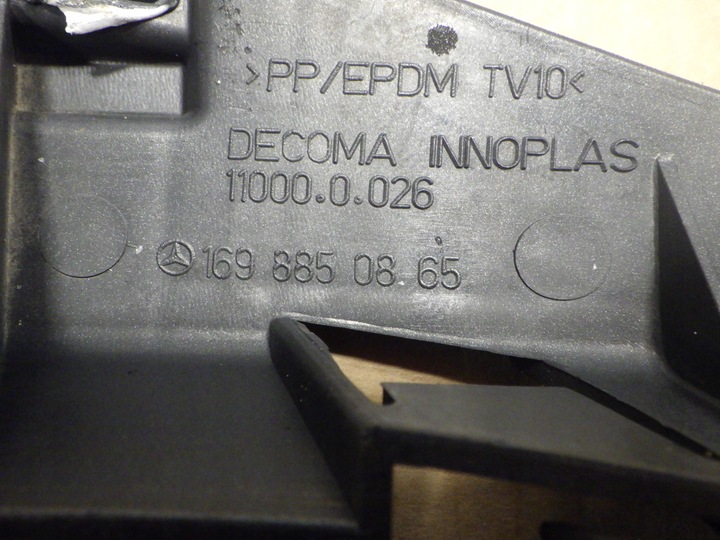 >PP/EPDM TV10<
DECOMA INNOPLAS
11000.0.026
169 885 08 65